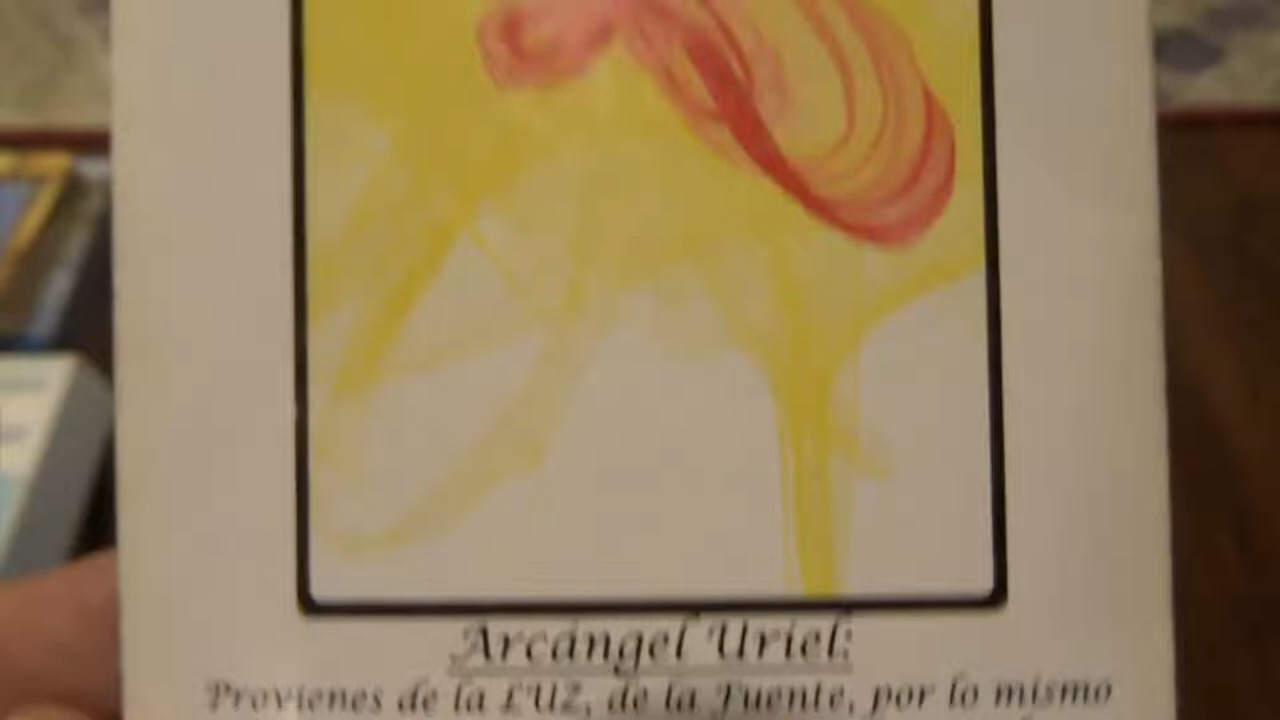 Arcángel Uriel:
Provienes de la LUZ, de la Fuente, por lo mismo